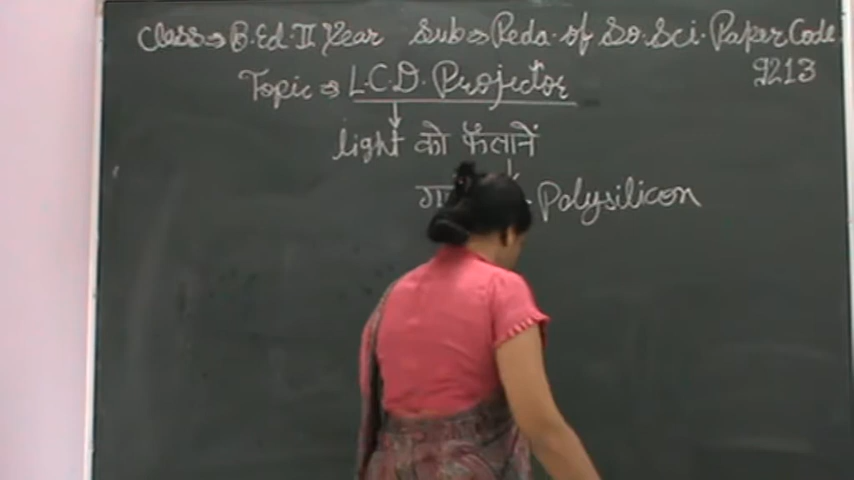 Class⇒ B.Ed. II Year Sub⇒ Peda. of So. Sci. Paper Code.
9213
Topic ⇒ L.C.D. Projector
light को फैलानें
Polysilicon